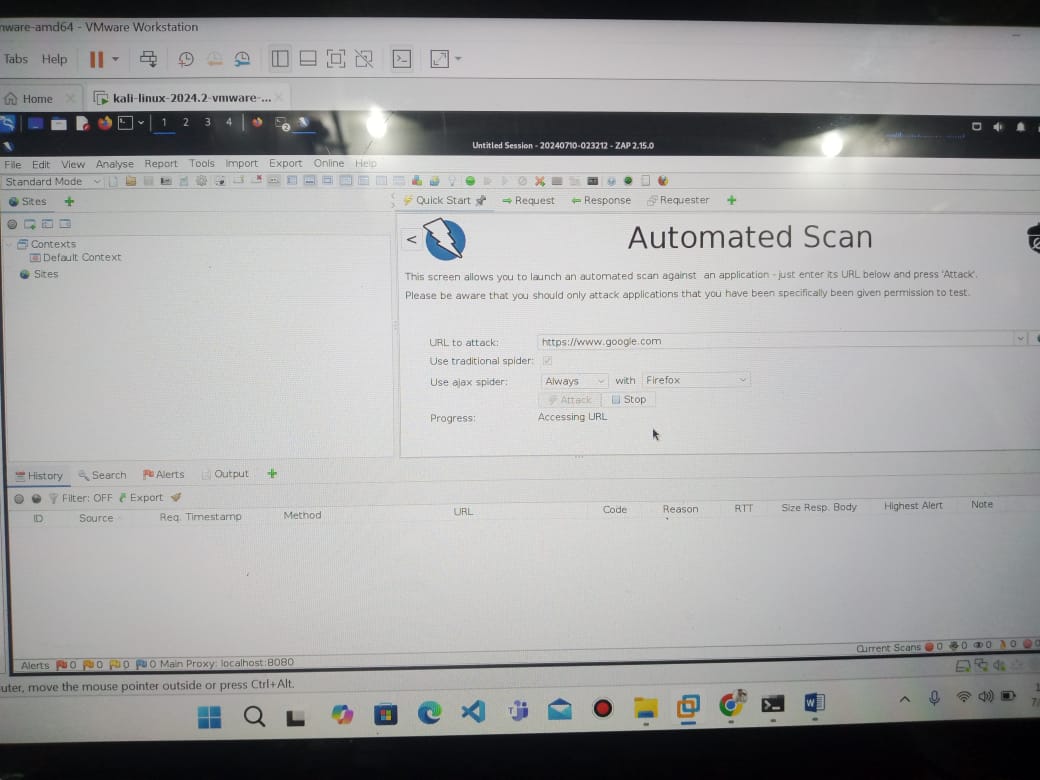 ware-amd64 - VMware Workstation
Tabs Help
Home kali-linux-2024.2-vmware-...
1 2 3 4 2
Untitled Session - 20240710-023212 - ZAP 2.15.0
File Edit View Analyse Report Tools Import Export Online Help
Standard Mode
Sites
Quick Start Request Response Requester
Contexts
Default Context
Sites
<
Automated Scan
This screen allows you to launch an automated scan against an application - just enter its URL below and press 'Attack'.
Please be aware that you should only attack applications that you have been specifically been given permission to test.
URL to attack: https://www.google.com
Use traditional spider:
Use ajax spider: Always with Firefox
Attack Stop
Progress: Accessing URL
History Search Alerts Output
Filter: OFF Export
ID Source Req. Timestamp Method URL Code Reason RTT Size Resp. Body Highest Alert Note
Alerts 0 0 0 0 Main Proxy: localhost:8080
Current Scans 0 0 0 0
uter, move the mouse pointer outside or press Ctrl+Alt.